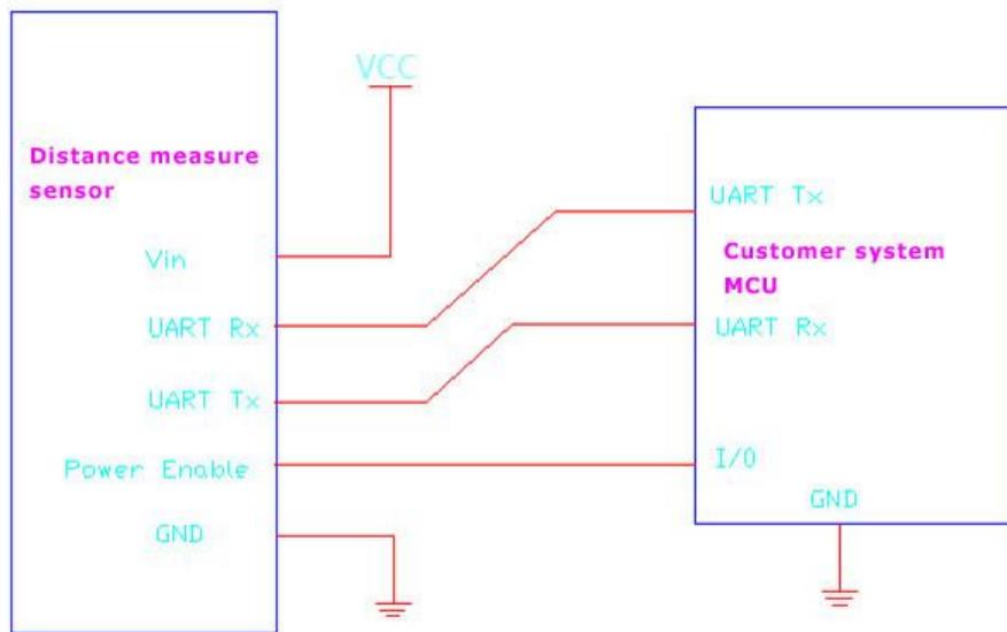 VCC
Distance measure
sensor
Vin
UART Rx
UART Tx
Power Enable
GND
UART Tx
Customer system
MCU
UART Rx
I/O
GND